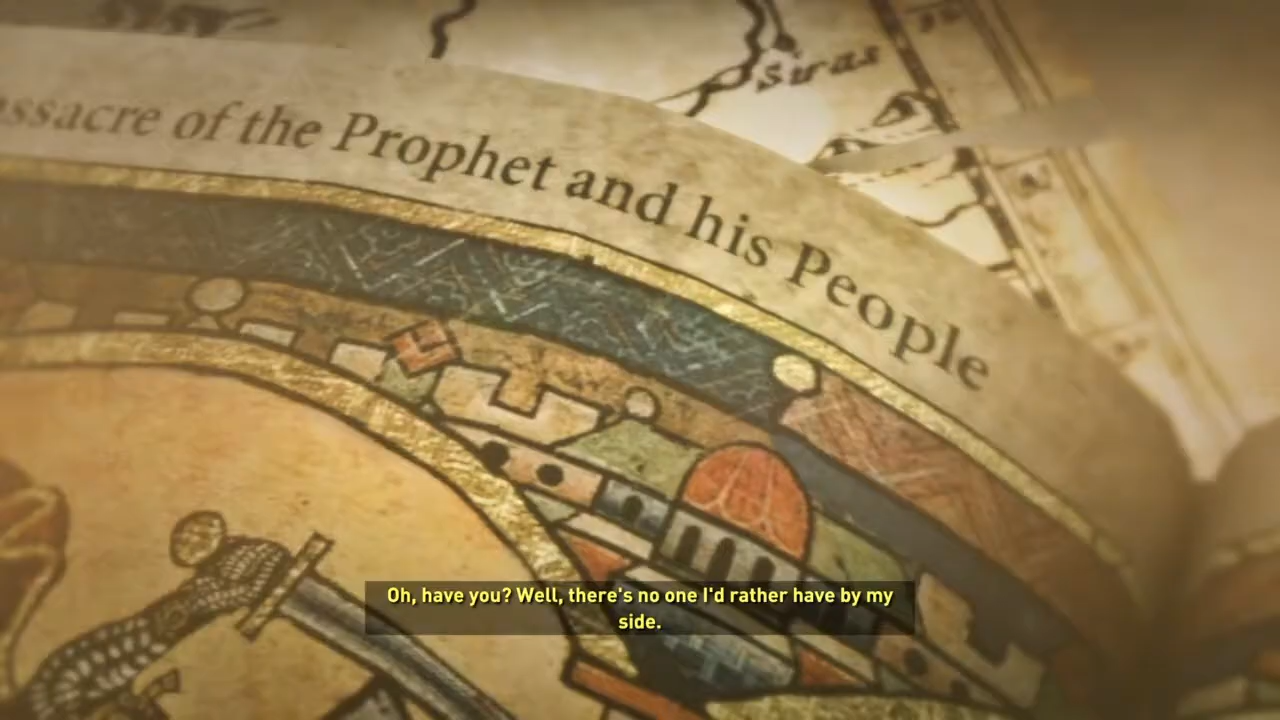 Siras
of the Prophet and his People
Oh, have you? Well, there's no one I'd rather have by my
side.